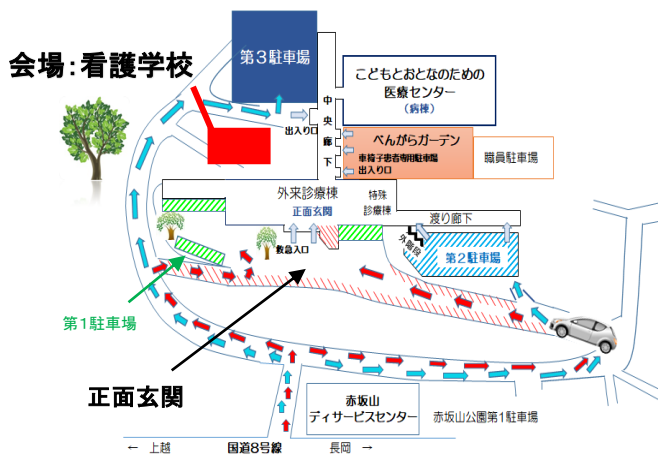 会場：看護学校
第3駐車場
こどもとおとなのための
医療センター
（病棟）
中央廊下
出入り口
べんがらガーデン
車椅子患者専用駐車場
出入り口
職員駐車場
外来診療棟
正面玄関
特殊
診療棟
渡り廊下
救急入口
外階段
第2駐車場
第1駐車場
正面玄関
赤坂山
デイサービスセンター
赤坂山公園第1駐車場
← 上越
国道8号線
長岡 →